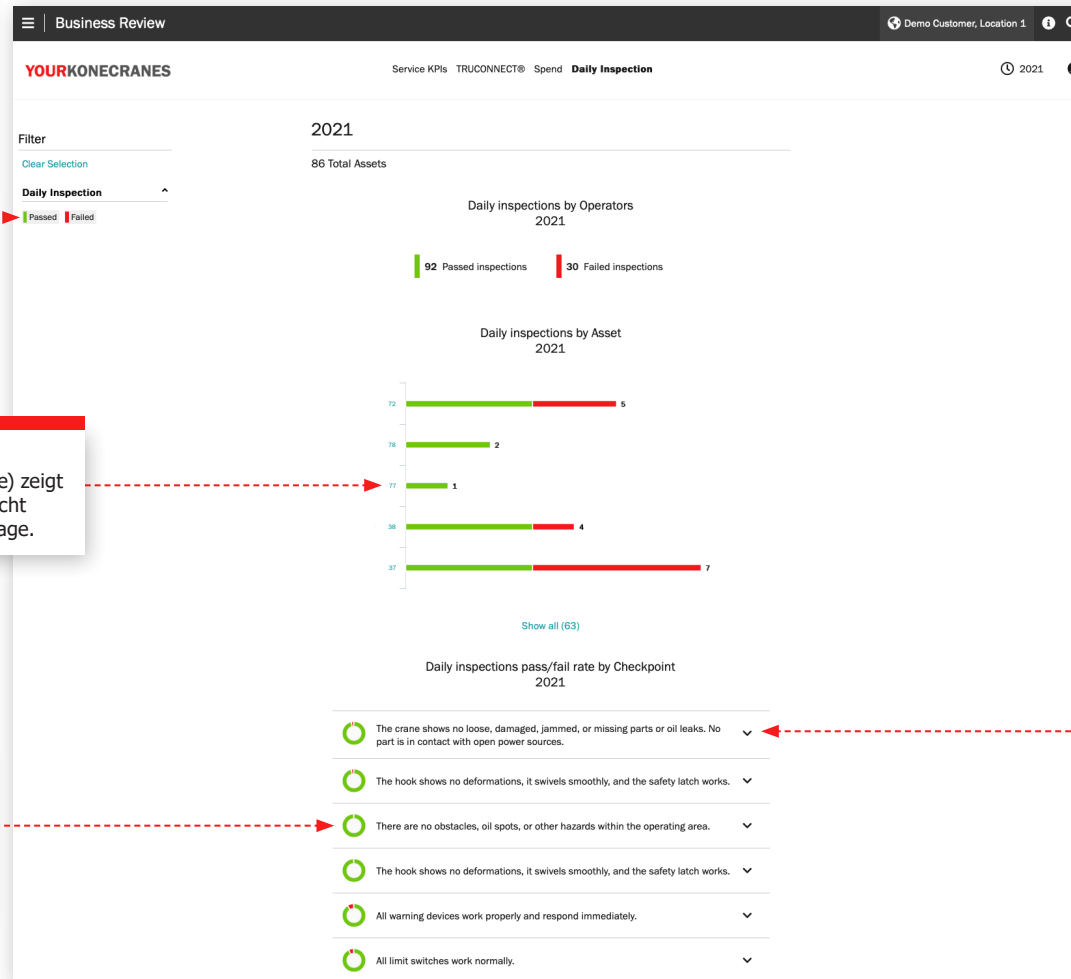 Business Review
Demo Customer, Location 1
YOURKONECRANES
Service KPIs TRUCONNECT® Spend Daily Inspection
2021
Filter
Clear Selection
Daily Inspection
Passed Failed
2021
86 Total Assets
Daily inspections by Operators
2021
92 Passed inspections 30 Failed inspections
Daily inspections by Asset
2021
72 5
78 2
77 1
38 4
37 7
e) zeigt
cht
age.
Show all (63)
Daily inspections pass/fail rate by Checkpoint
2021
The crane shows no loose, damaged, jammed, or missing parts or oil leaks. No
part is in contact with open power sources.
The hook shows no deformations, it swivels smoothly, and the safety latch works.
There are no obstacles, oil spots, or other hazards within the operating area.
The hook shows no deformations, it swivels smoothly, and the safety latch works.
All warning devices work properly and respond immediately.
All limit switches work normally.